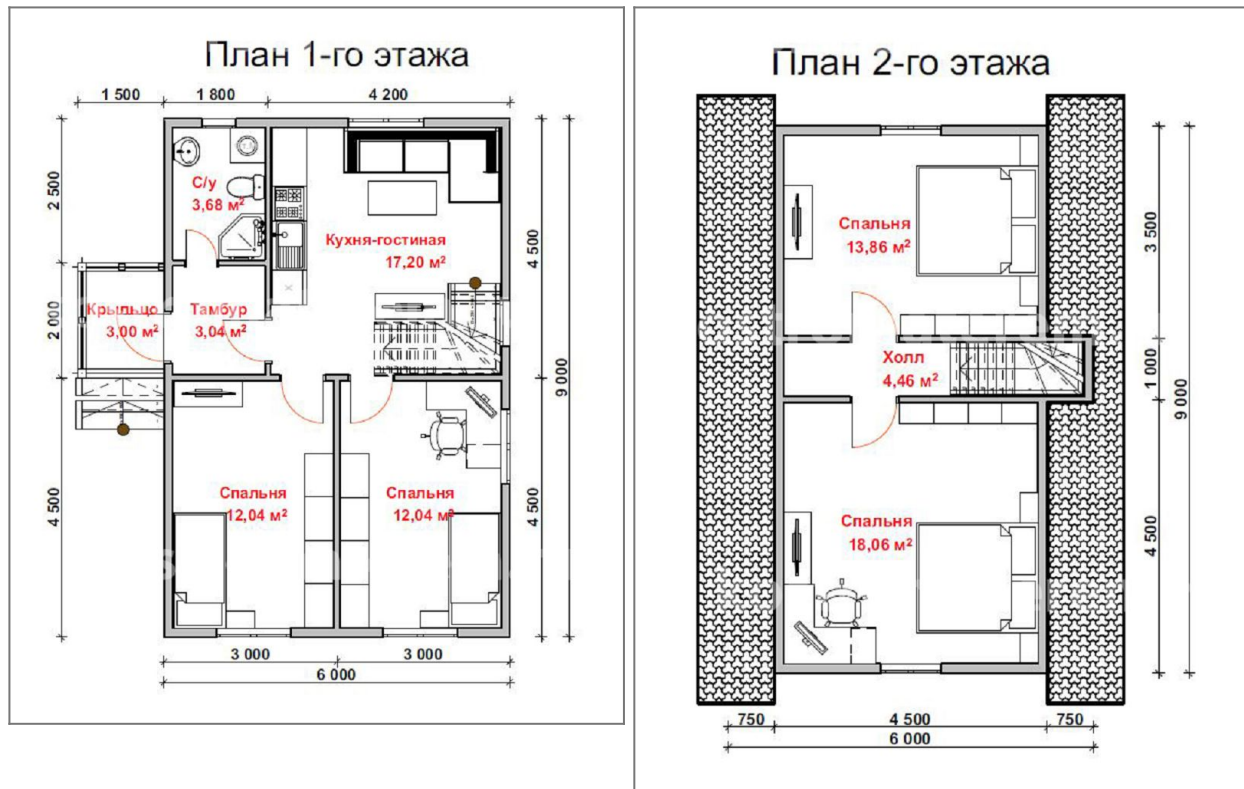 План 1-го этажа
1 500
1 800
4 200
2 500
2 000
4 500
4 500
9 000
4 500
С/у
3,68 м²
Кухня-гостиная
17,20 м²
Крыльцо
3,00 м²
Тамбур
3,04 м²
Спальня
12,04 м²
Спальня
12,04 м²
3 000
3 000
6 000
План 2-го этажа
Спальня
13,86 м²
Холл
4,46 м²
Спальня
18,06 м²
3 500
1 000
4 500
9 000
750
4 500
750
6 000